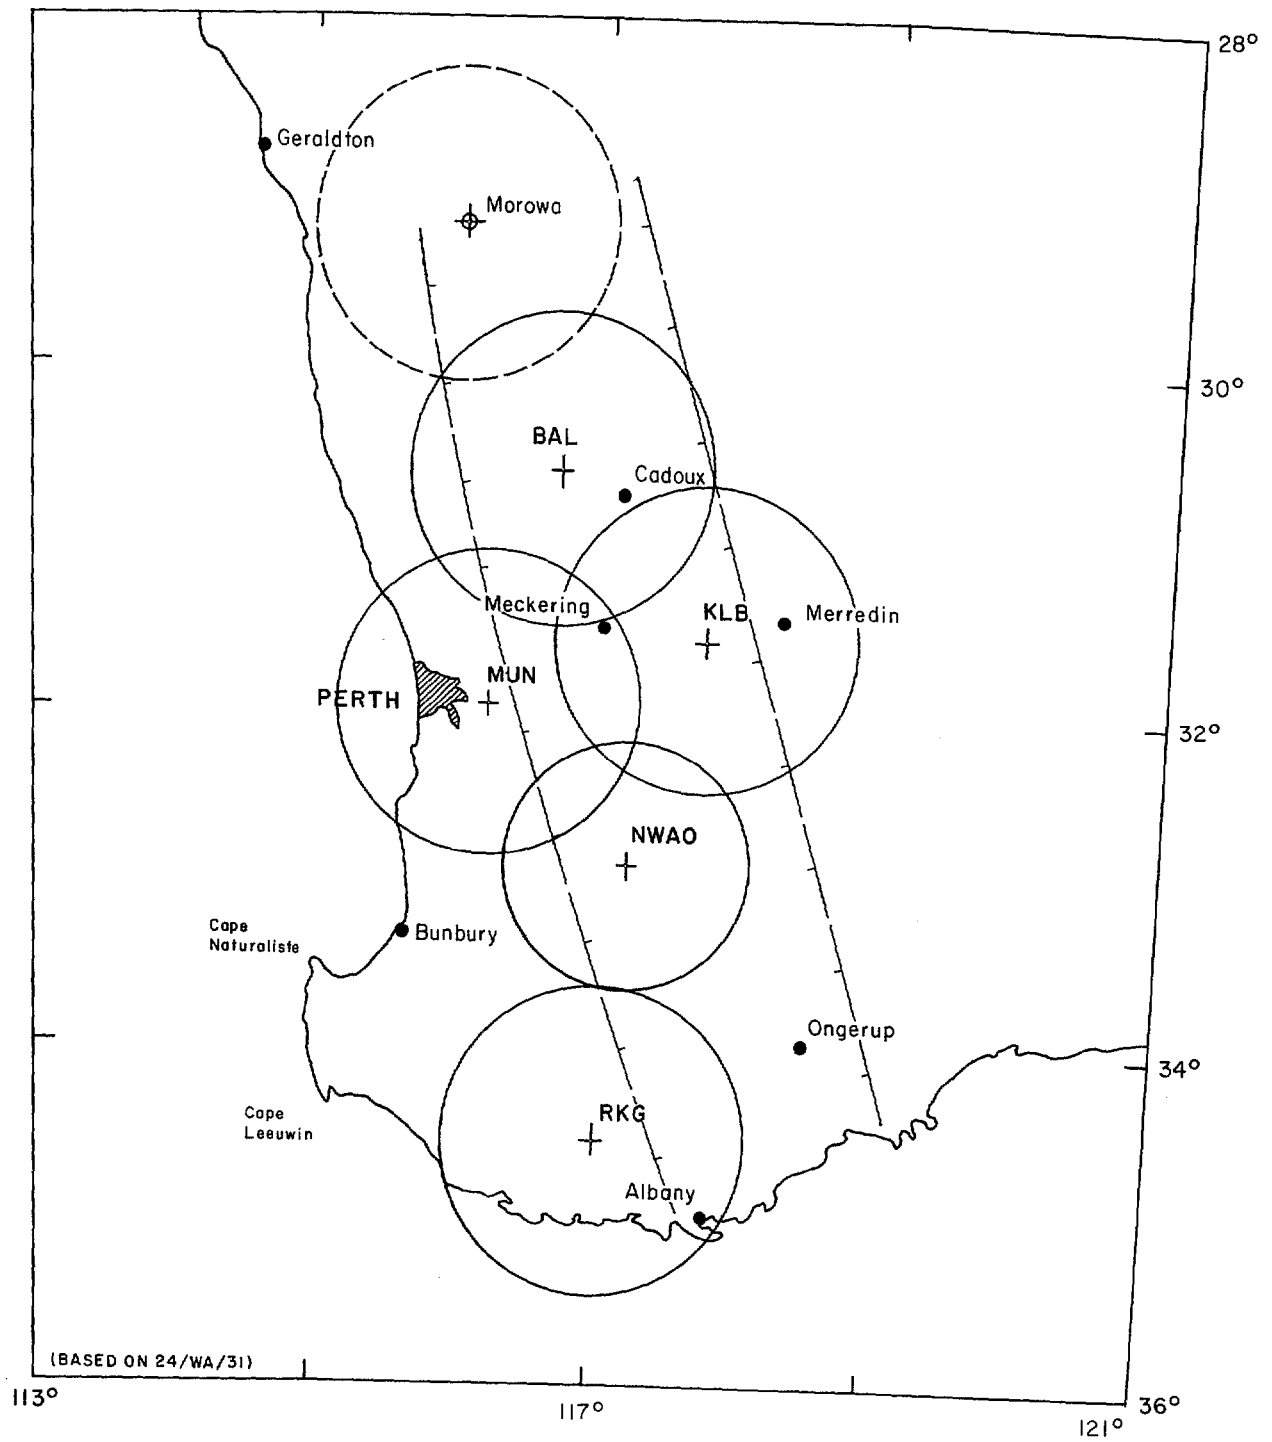 28°
Geraldton
Morowa
30°
BAL
Cadoux
Meckering
KLB
Merredin
MUN
PERTH
32°
NWAO
Cape
Naturaliste
Bunbury
Ongerup
34°
Cape
Leeuwin
RKG
Albany
(BASED ON 24/WA/31)
113°
117°
121°
36°